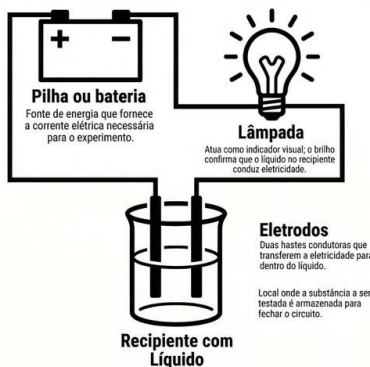 + −
Pilha ou bateria
Fonte de energia que fornece
a corrente elétrica necessária
para o experimento.
Lâmpada
Atua como indicador visual; o brilho
confirma que o líquido no recipiente
conduz eletricidade.
Eletrodos
Duas hastes condutoras que
transferem a eletricidade para
dentro do líquido.
Local onde a substância a ser
testada é armazenada para
fechar o circuito.
Recipiente com
Líquido